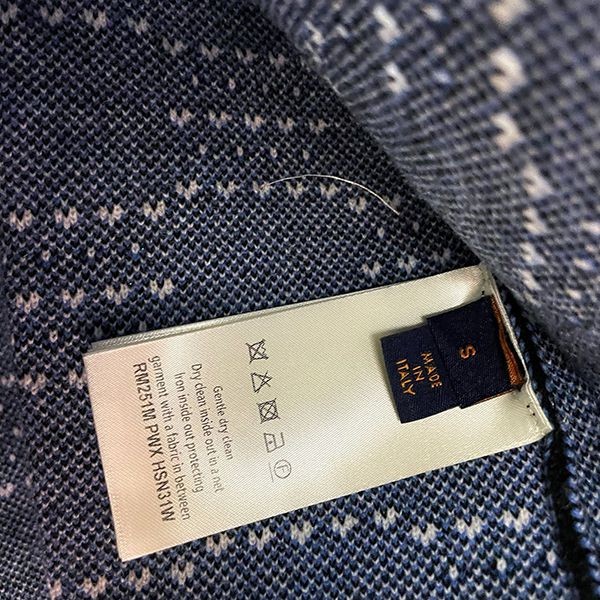 S
MADE
IN
ITALY
Gentle dry clean
Dry clean inside out in a net
Iron inside out protecting
garment with a fabric in between
RM251M PWX HSN31W
F